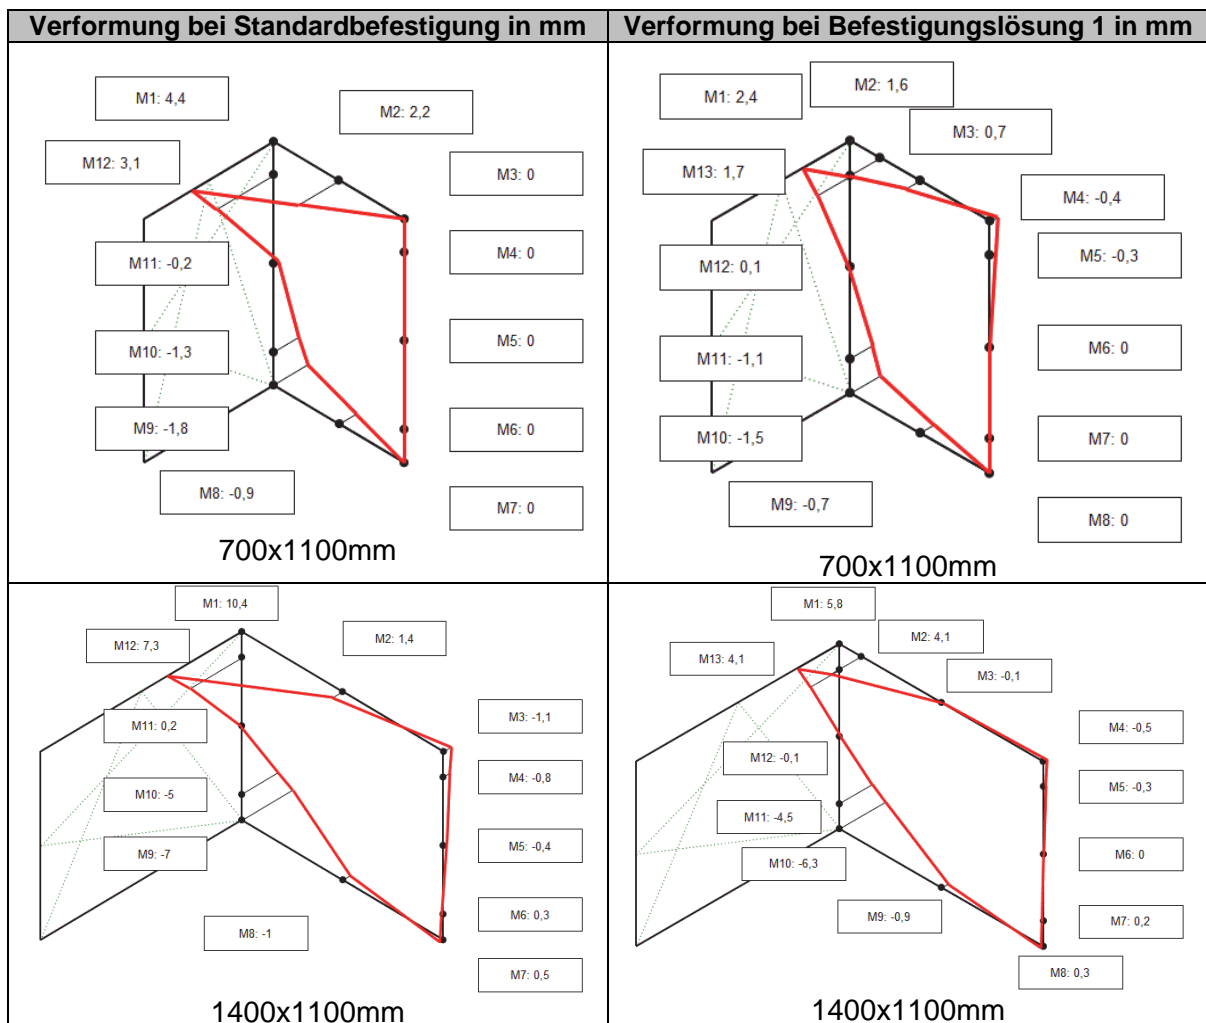 Verformung bei Standardbefestigung in mm
Verformung bei Befestigungslösung 1 in mm
M1: 4,4
M2: 2,2
M12: 3,1
M3: 0
M11: -0,2
M4: 0
M10: -1,3
M5: 0
M9: -1,8
M6: 0
M8: -0,9
M7: 0
700x1100mm
M1: 2,4
M2: 1,6
M3: 0,7
M13: 1,7
M4: -0,4
M12: 0,1
M5: -0,3
M11: -1,1
M6: 0
M10: -1,5
M7: 0
M9: -0,7
M8: 0
700x1100mm
M1: 10,4
M12: 7,3
M2: 1,4
M11: 0,2
M3: -1,1
M10: -5
M4: -0,8
M9: -7
M5: -0,4
M8: -1
M6: 0,3
M7: 0,5
1400x1100mm
M1: 5,8
M2: 4,1
M13: 4,1
M3: -0,1
M4: -0,5
M12: -0,1
M5: -0,3
M11: -4,5
M10: -6,3
M6: 0
M9: -0,9
M7: 0,2
M8: 0,3
1400x1100mm